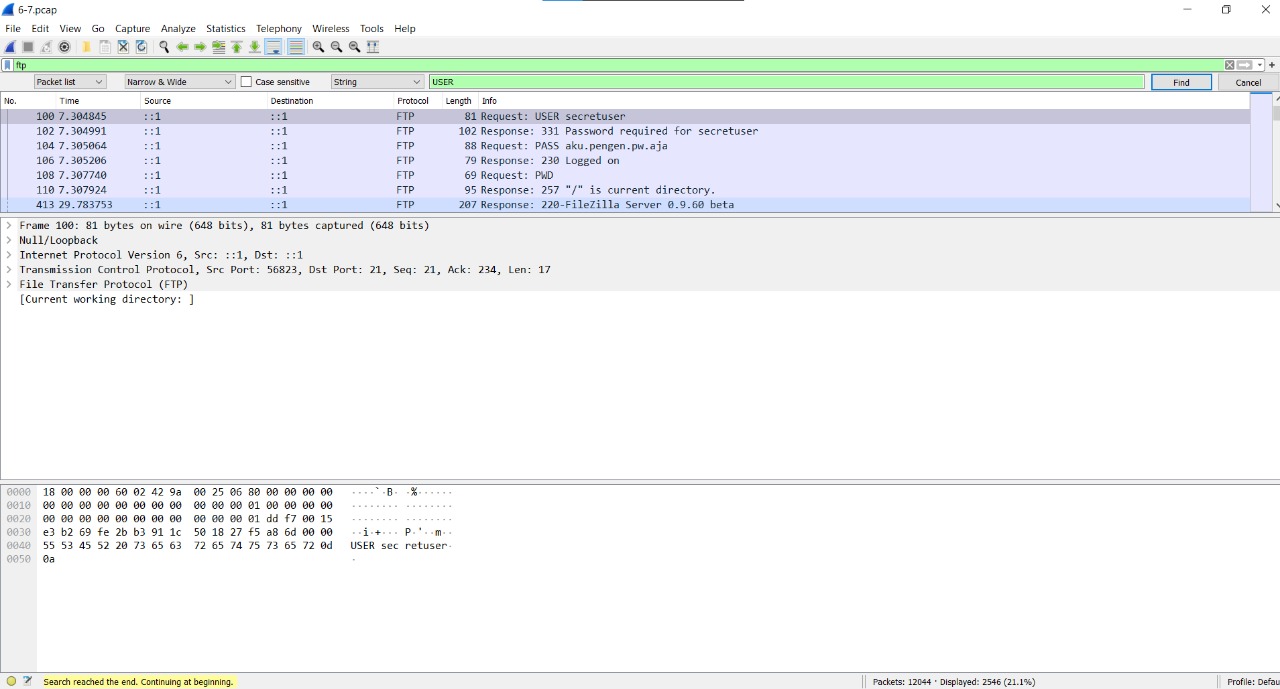 6-7.pcap
File Edit View Go Capture Analyze Statistics Telephony Wireless Tools Help
ftp
Packet list Narrow & Wide Case sensitive String USER Find Cancel
No. Time Source Destination Protocol Length Info
100 7.304845 ::1 ::1 FTP 81 Request: USER secretuser
102 7.304991 ::1 ::1 FTP 102 Response: 331 Password required for secretuser
104 7.305064 ::1 ::1 FTP 88 Request: PASS aku.pengen.pw.aja
106 7.305206 ::1 ::1 FTP 79 Response: 230 Logged on
108 7.307740 ::1 ::1 FTP 69 Request: PWD
110 7.307924 ::1 ::1 FTP 95 Response: 257 "/" is current directory.
413 29.783753 ::1 ::1 FTP 207 Response: 220-FileZilla Server 0.9.60 beta
Frame 100: 81 bytes on wire (648 bits), 81 bytes captured (648 bits)
Null/Loopback
Internet Protocol Version 6, Src: ::1, Dst: ::1
Transmission Control Protocol, Src Port: 56823, Dst Port: 21, Seq: 21, Ack: 234, Len: 17
File Transfer Protocol (FTP)
[Current working directory: ]
0000 18 00 00 00 60 02 42 9a 00 25 06 80 00 00 00 00 ····`·B· ·%······
0010 00 00 00 00 00 00 00 00 00 00 00 01 00 00 00 00 ········ ········
0020 00 00 00 00 00 00 00 00 00 00 00 01 dd f7 00 15 ········ ········
0030 e3 b2 69 fe 2b b3 91 1c 50 18 27 f5 a8 6d 00 00 ··i·+··· P·'··m··
0040 55 53 45 52 20 73 65 63 72 65 74 75 73 65 72 0d USER sec retuser·
0050 0a ·
Search reached the end. Continuing at beginning. Packets: 12044 · Displayed: 2546 (21.1%) Profile: Defau